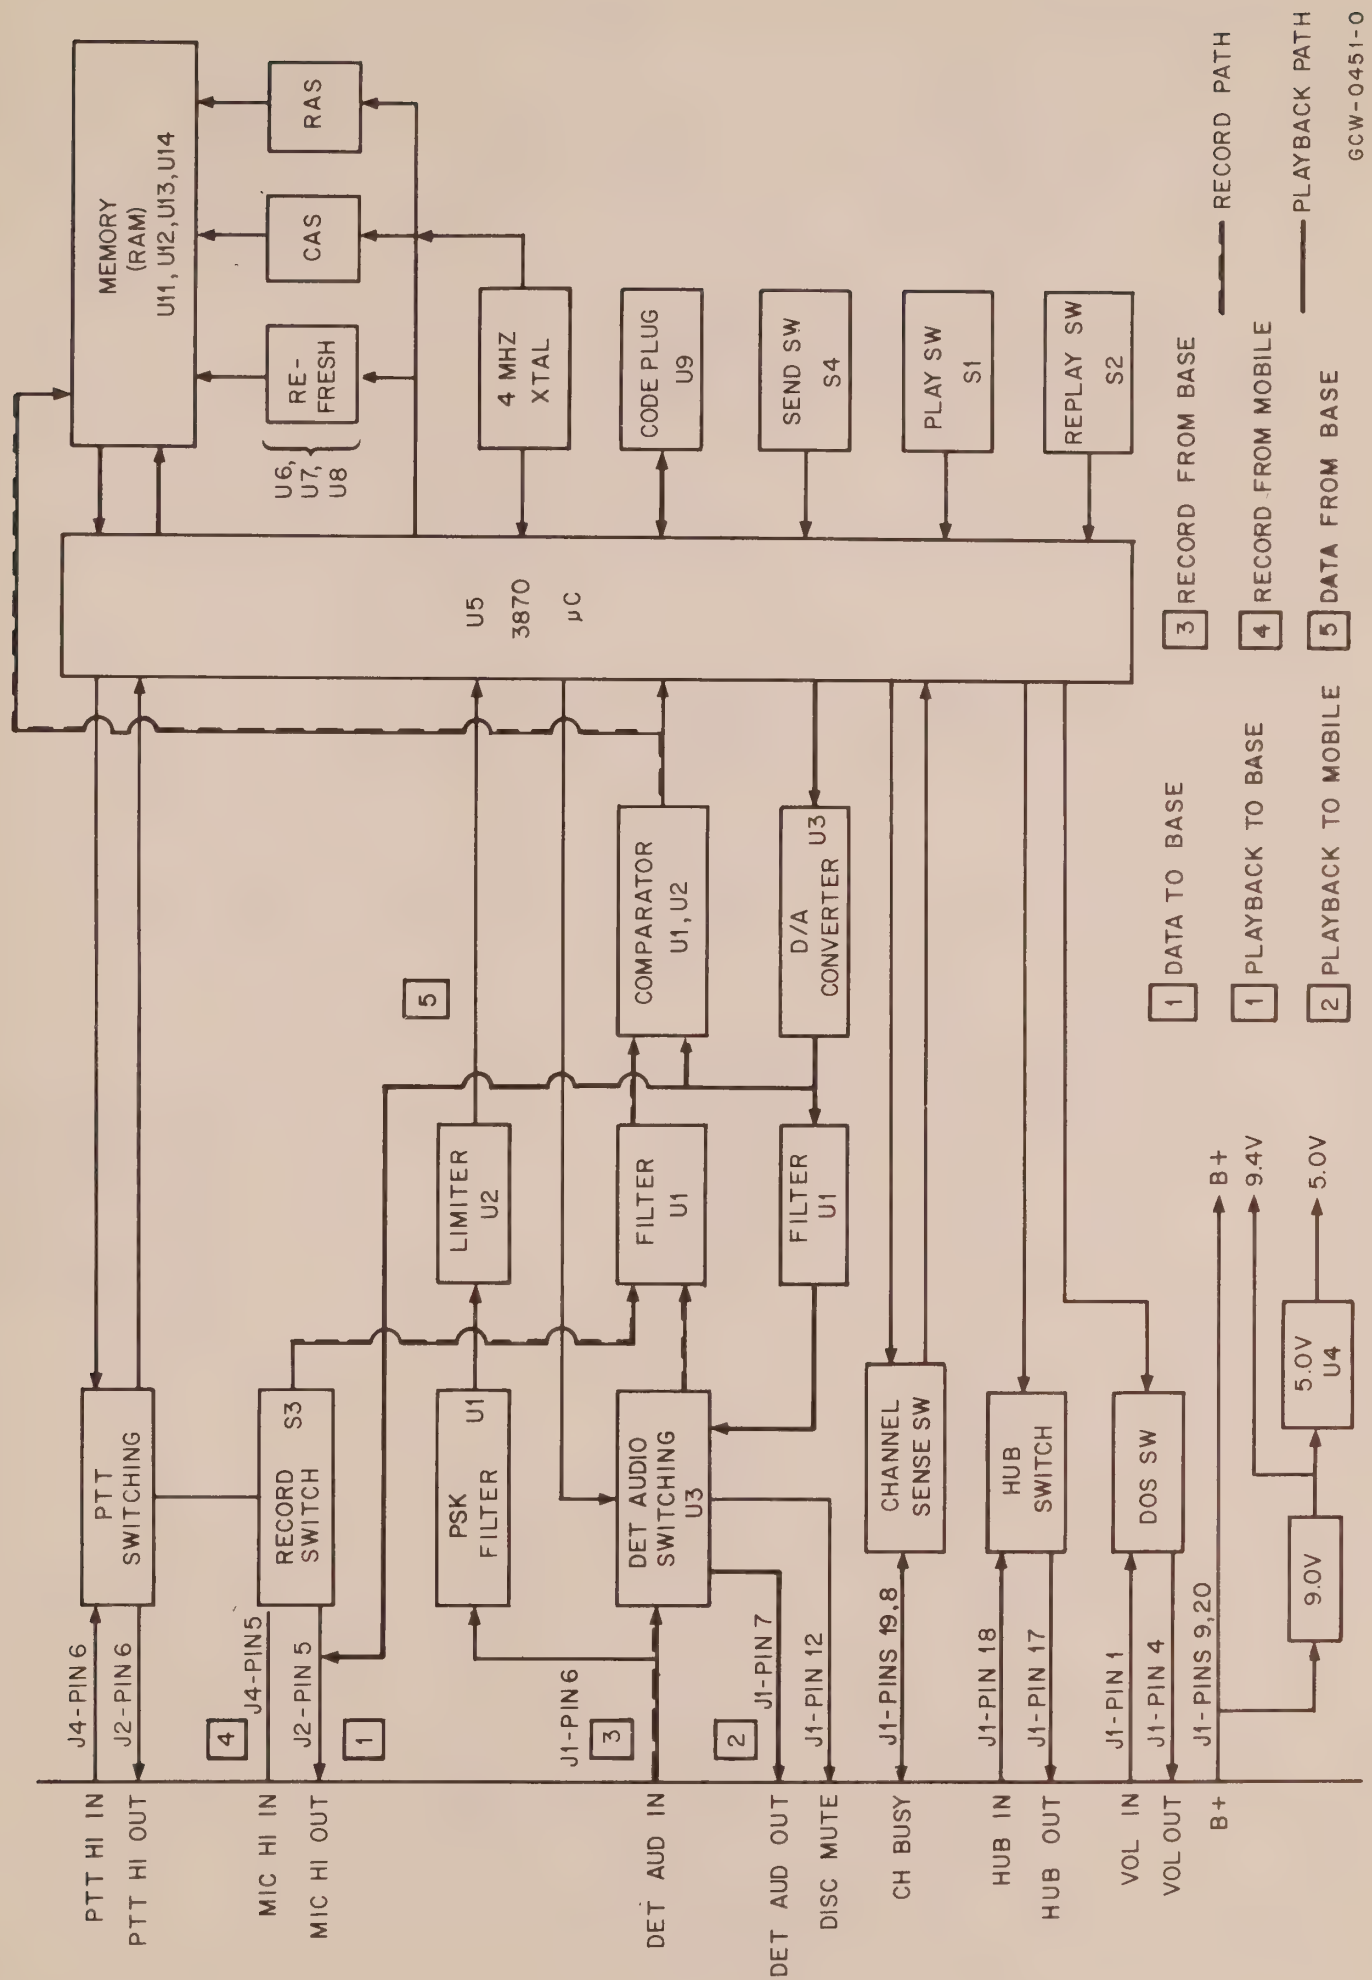 PTT HI IN
PTT HI OUT
MIC HI IN
MIC HI OUT
DET AUD IN
DET AUD OUT
DISC MUTE
CH BUSY
HUB IN
HUB OUT
VOL IN
VOL OUT
B+
J4-PIN 6
J2-PIN 6
4
J4-PIN 5
J2-PIN 5
1
J1-PIN 6
3
2
J1-PIN 7
J1-PIN 12
J1-PINS 19,8
J1-PIN 18
J1-PIN 17
J1-PIN 1
J1-PIN 4
J1-PINS 9,20
PTT
SWITCHING
RECORD S3
SWITCH
PSK U1
FILTER
DET AUDIO
SWITCHING
U3
CHANNEL
SENSE SW
HUB
SWITCH
DOS SW
9.0V
5.0V
U4
B+
9.4V
5.0V
LIMITER
U2
FILTER
U1
FILTER
U1
5
COMPARATOR
U1, U2
D/A U3
CONVERTER
U5
3870
µC
MEMORY
(RAM)
U11, U12, U13, U14
U6,
U7,
U8
RE-
FRESH
CAS
RAS
4 MHZ
XTAL
CODE PLUG
U9
SEND SW
S4
PLAY SW
S1
REPLAY SW
S2
1 DATA TO BASE
1 PLAYBACK TO BASE
2 PLAYBACK TO MOBILE
3 RECORD FROM BASE
4 RECORD FROM MOBILE
5 DATA FROM BASE
RECORD PATH
PLAYBACK PATH
GCW-0451-0